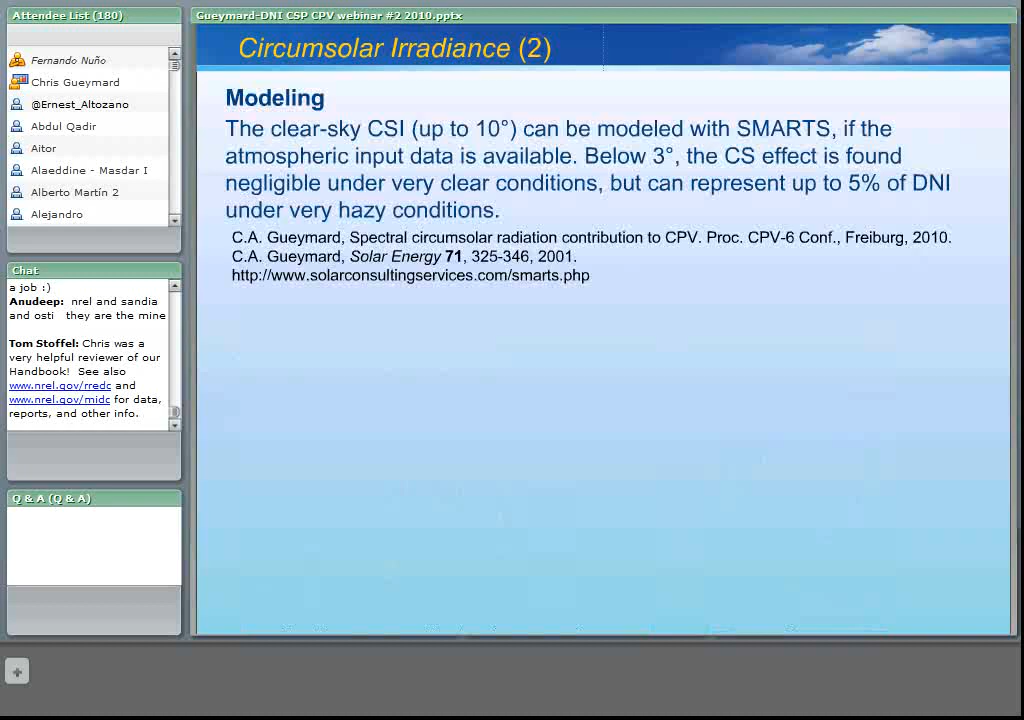 Attendee List (180)
Fernando Nuño
Chris Gueymard
@Ernest_Altozano
Abdul Qadir
Aitor
Alaeddine - Masdar I
Alberto Martín 2
Alejandro
Chat
a job :)
Anudeep: nrel and sandia
and osti they are the mine
Tom Stoffel: Chris was a
very helpful reviewer of our
Handbook! See also
www.nrel.gov/rredc and
www.nrel.gov/midc for data,
reports, and other info.
Q & A (Q & A)
Gueymard-DNI CSP CPV webinar #2 2010.pptx
Circumsolar Irradiance (2)
Modeling
The clear-sky CSI (up to 10°) can be modeled with SMARTS, if the
atmospheric input data is available. Below 3°, the CS effect is found
negligible under very clear conditions, but can represent up to 5% of DNI
under very hazy conditions.
C.A. Gueymard, Spectral circumsolar radiation contribution to CPV. Proc. CPV-6 Conf., Freiburg, 2010.
C.A. Gueymard, Solar Energy 71, 325-346, 2001.
http://www.solarconsultingservices.com/smarts.php